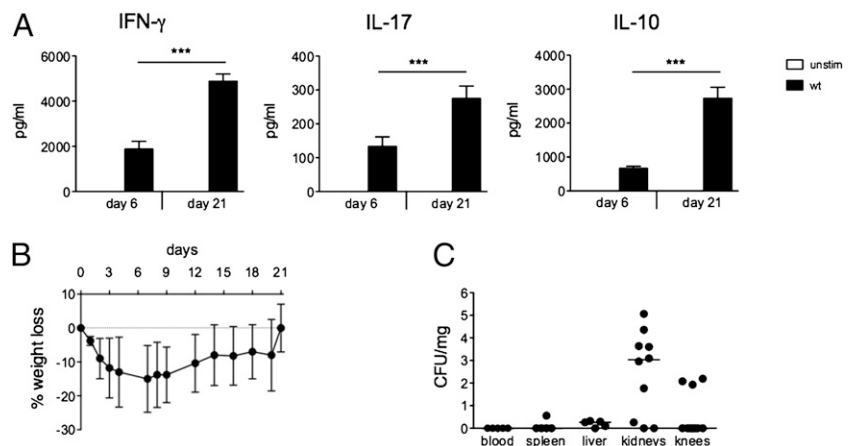 A
IFN-γ
IL-17
IL-10
*** *** ***
unstim
wt
pg/ml
6000
4000
2000
0
day 6 day 21
pg/ml
400
300
200
100
0
day 6 day 21
pg/ml
4000
3000
2000
1000
0
day 6 day 21
B
days
0 3 6 9 12 15 18 21
% weight loss
10
0
-10
-20
-30
C
CFU/mg
6
5
4
3
2
1
0
blood spleen liver kidneys knees